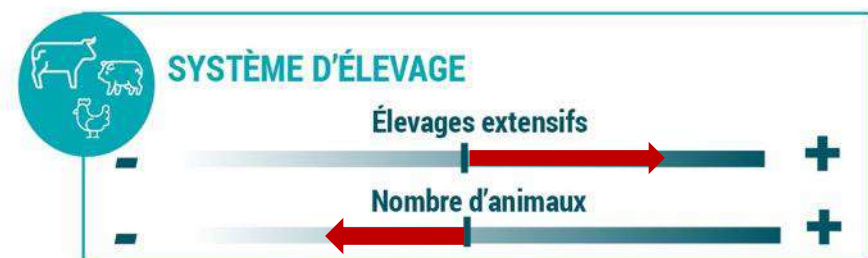 SYSTÈME D'ÉLEVAGE
Élevages extensifs
- +
Nombre d'animaux
- +